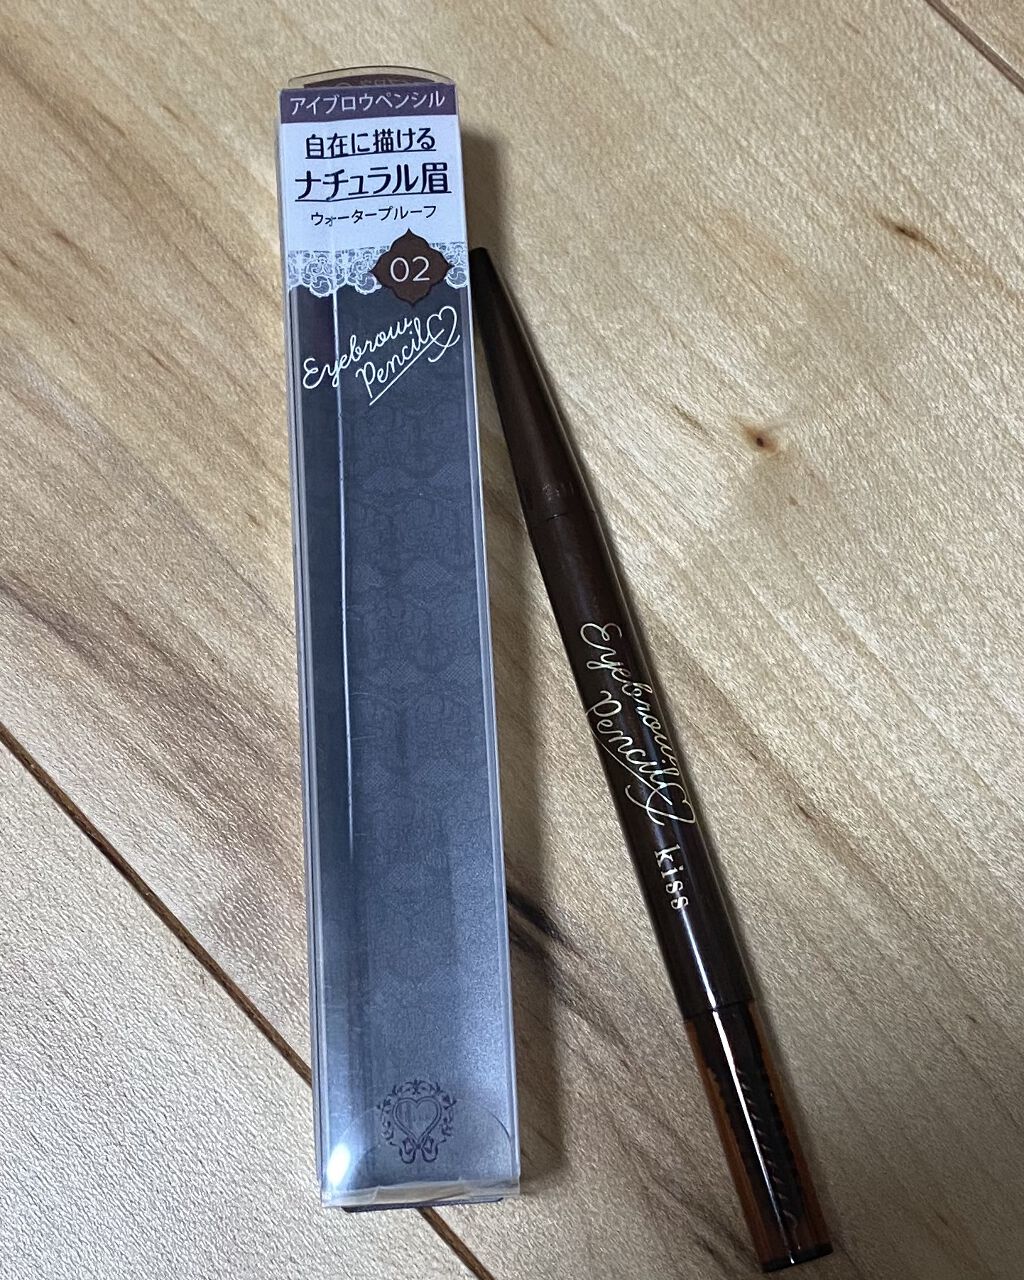 アイブロウペンシル
自在に描ける
ナチュラル眉
ウォータープルーフ
02
Eyebrow
Pencil
Eyebrow
Pencil
kiss